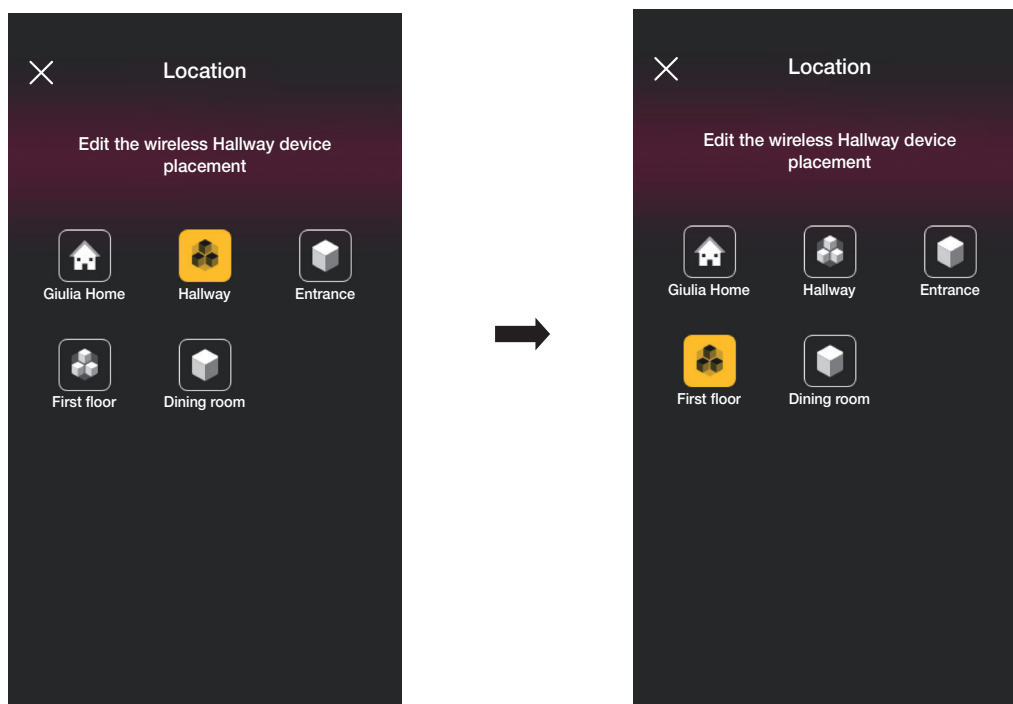 Location
Edit the wireless Hallway device
placement
Giulia Home
Hallway
Entrance
First floor
Dining room
Location
Edit the wireless Hallway device
placement
Giulia Home
Hallway
Entrance
First floor
Dining room